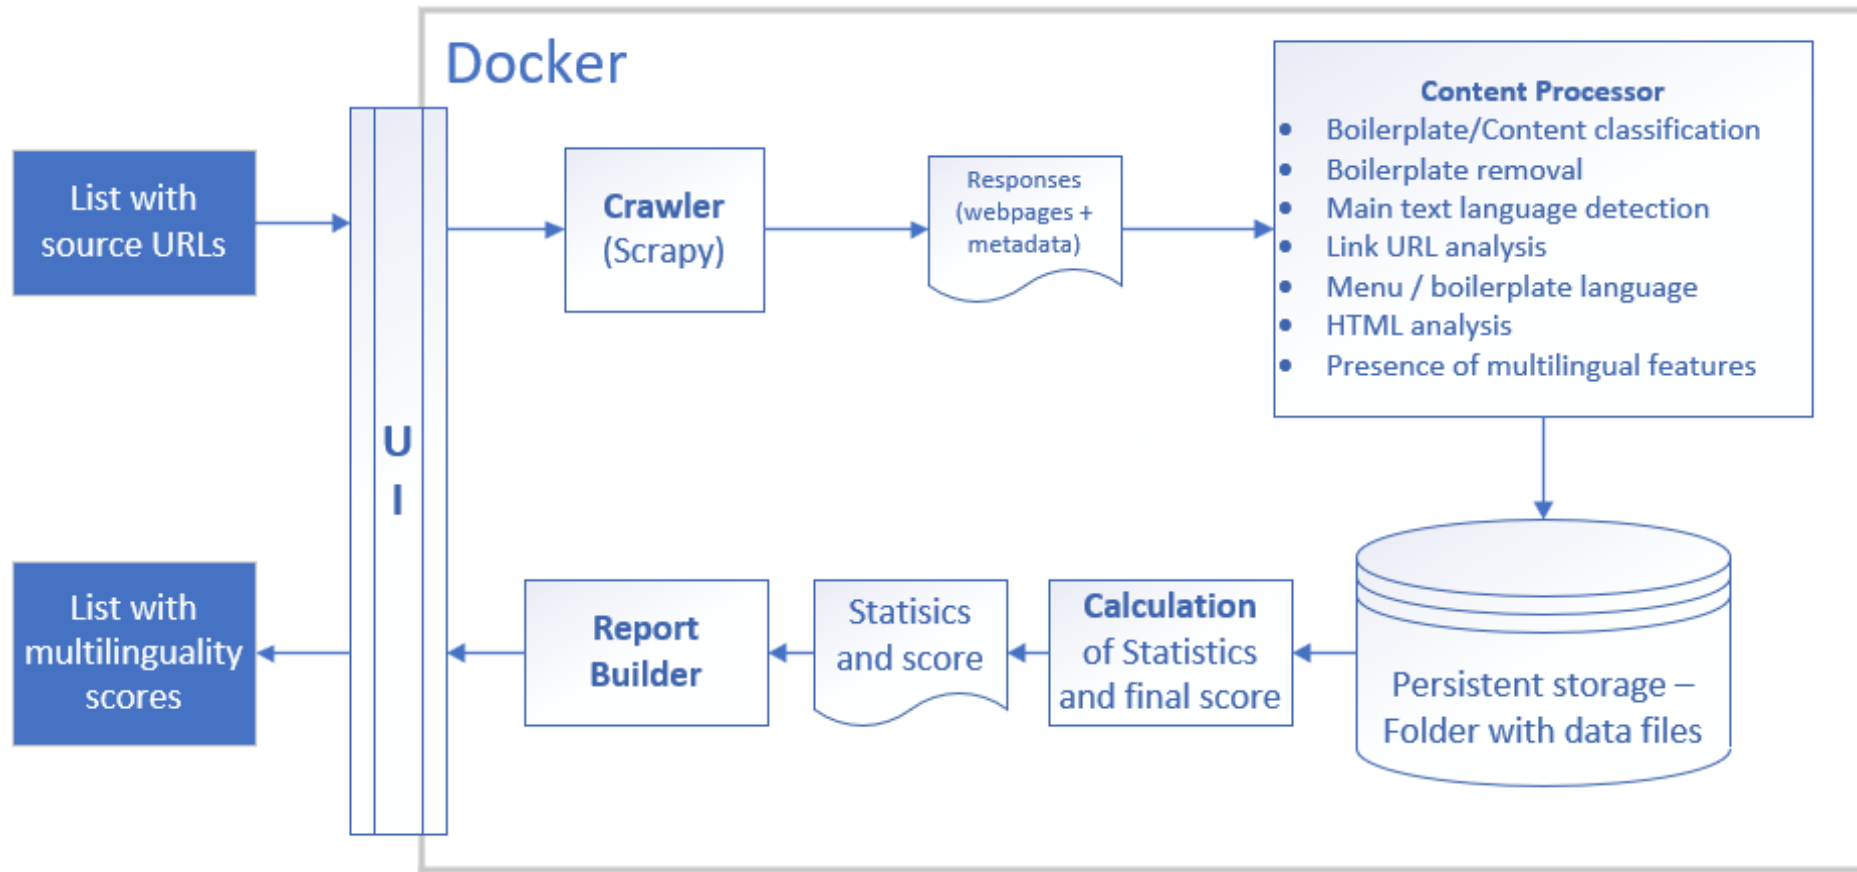 Docker
List with
source URLs
U
I
Crawler
(Scrapy)
Responses
(webpages +
metadata)
Content Processor
• Boilerplate/Content classification
• Boilerplate removal
• Main text language detection
• Link URL analysis
• Menu / boilerplate language
• HTML analysis
• Presence of multilingual features
Persistent storage –
Folder with data files
Calculation
of Statistics
and final score
Statisics
and score
Report
Builder
List with
multilinguality
scores